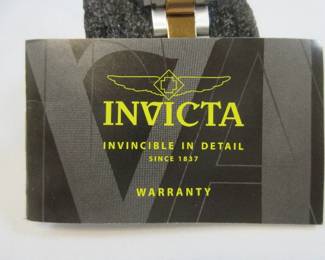 INVICTA
INVINCIBLE IN DETAIL
SINCE 1837
WARRANTY